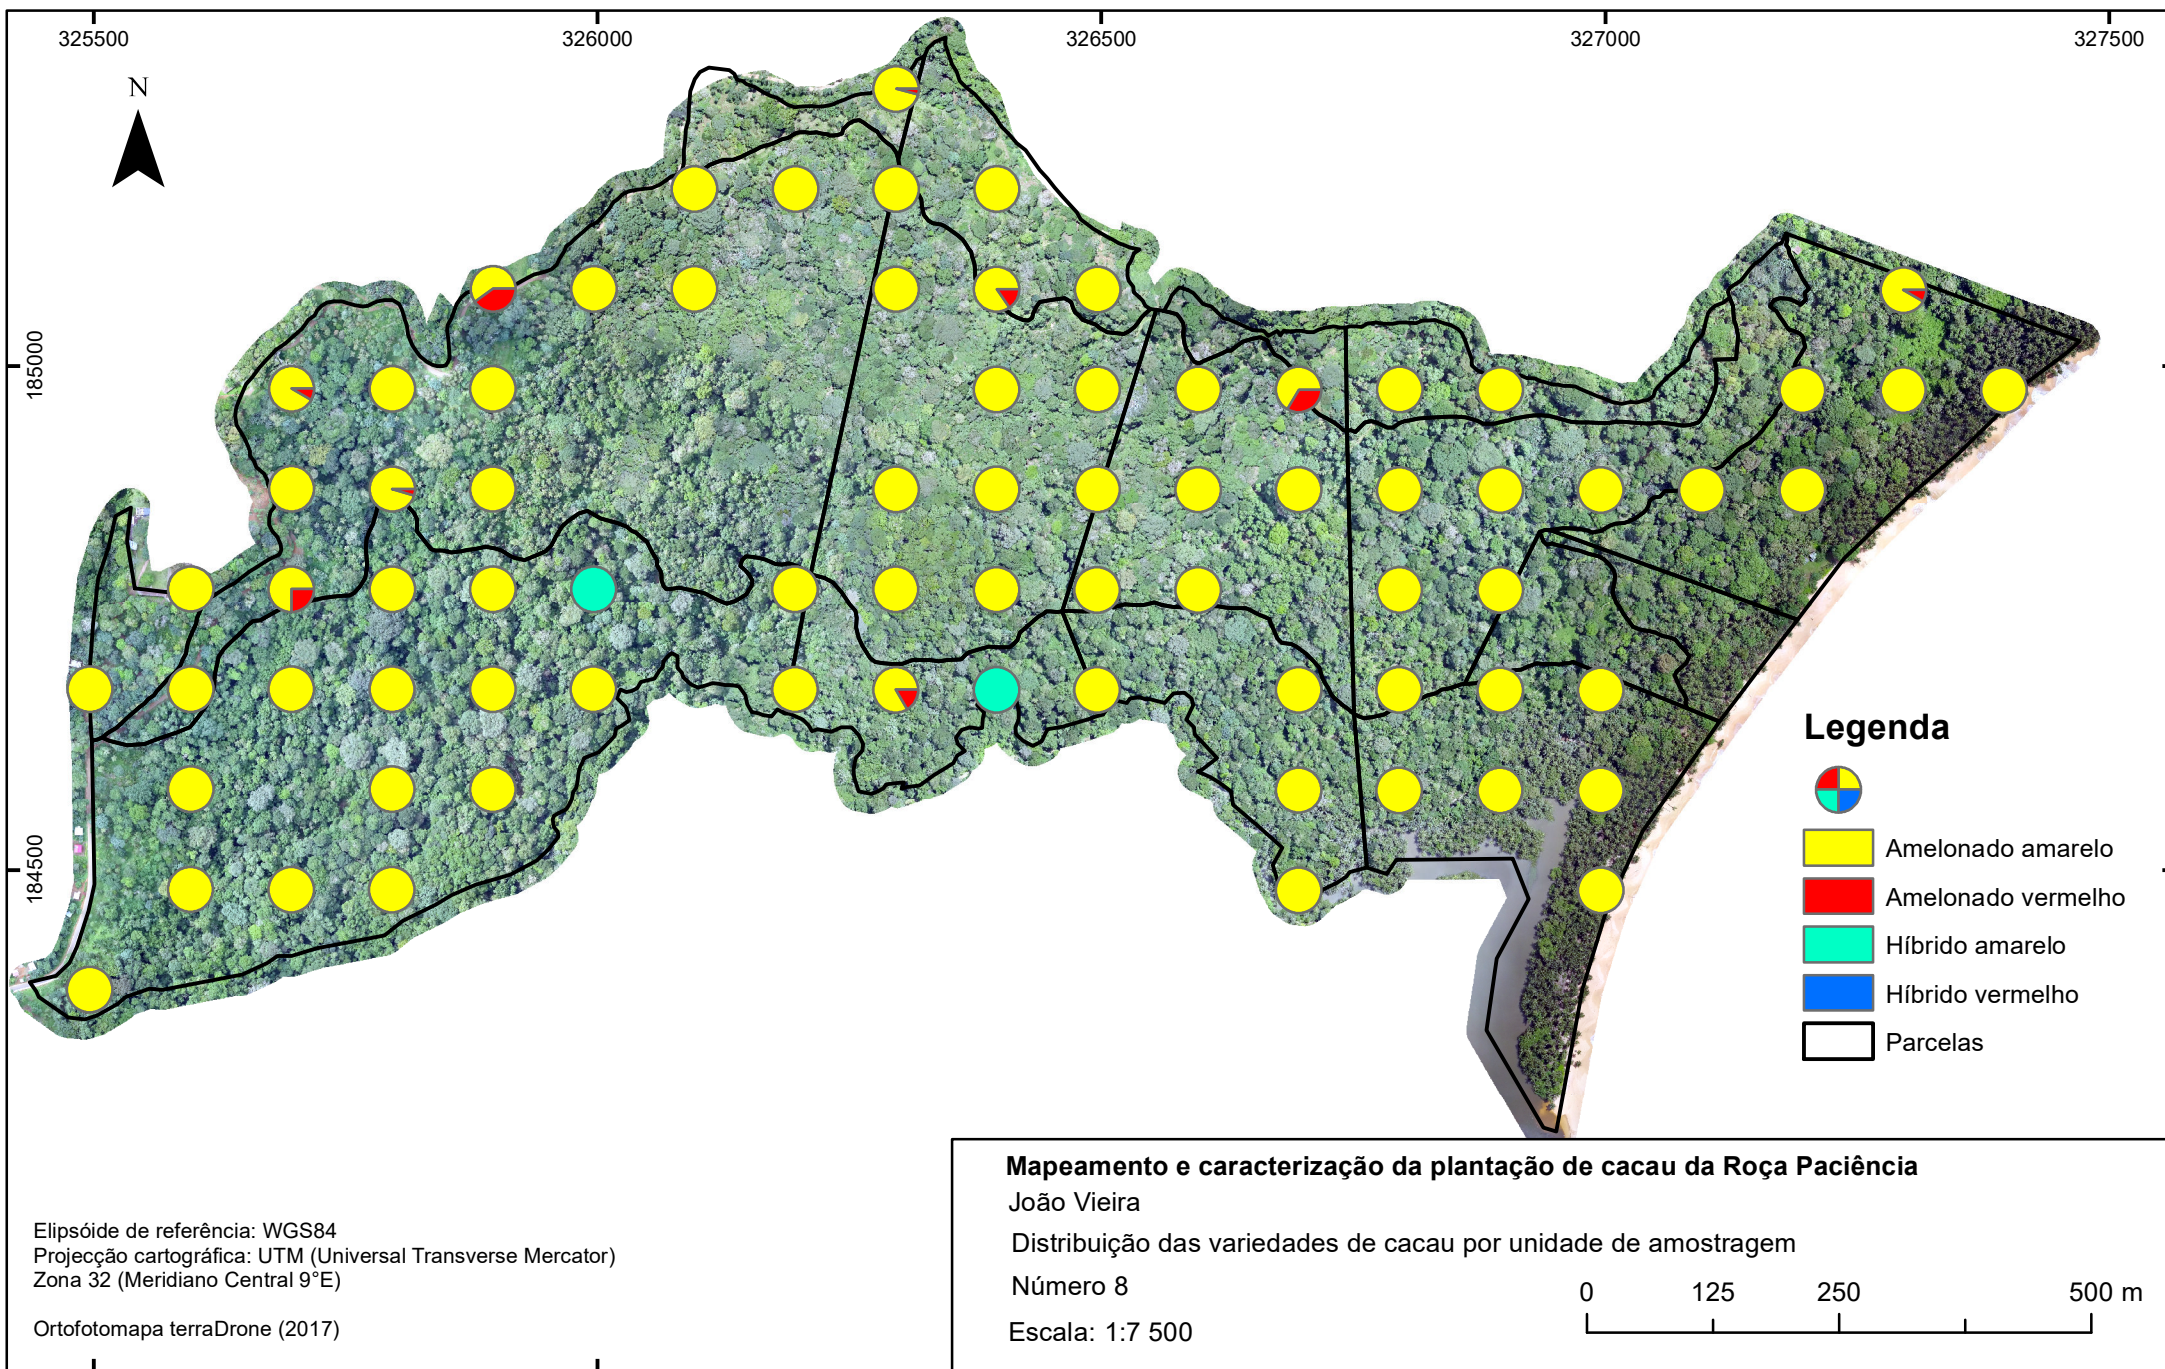 325500
326000
326500
327000
327500
N
185000
184500
Legenda
Amelonado amarelo
Amelonado vermelho
Híbrido amarelo
Híbrido vermelho
Parcelas
Mapeamento e caracterização da plantação de cacau da Roça Paciência
João Vieira
Distribuição das variedades de cacau por unidade de amostragem
Número 8
Escala: 1:7 500
0 125 250 500 m
Elipsóide de referência: WGS84
Projecção cartográfica: UTM (Universal Transverse Mercator)
Zona 32 (Meridiano Central 9°E)
Ortofotomapa terraDrone (2017)